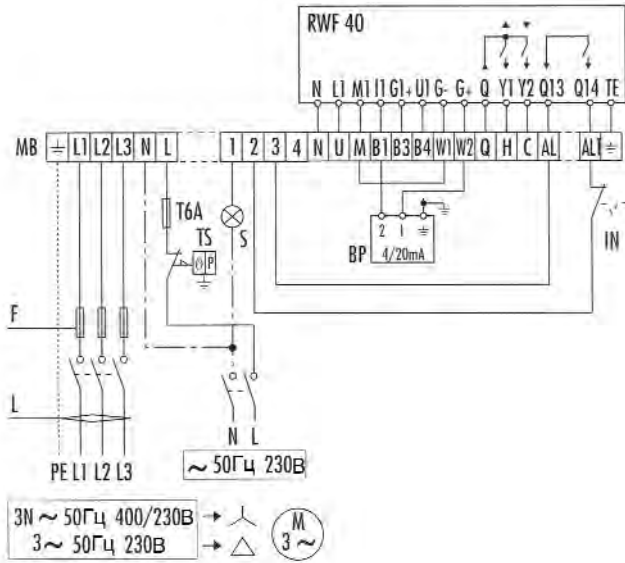 RWF 40
N L1 M1 I1 G1+ U1 G- G+ Q Y1 Y2 Q13 Q14 TE
MB L1 L2 L3 N L 1 2 3 4 N U M B1 B3 B4 W1 W2 Q H C AL AL1
T6A
TS
P
S
2 1
BP 4/20mA
IN
F
L
N L
PE L1 L2 L3
~ 50Гц 230В
3N ~ 50Гц 400/230В
3 ~ 50Гц 230В
M
3 ~